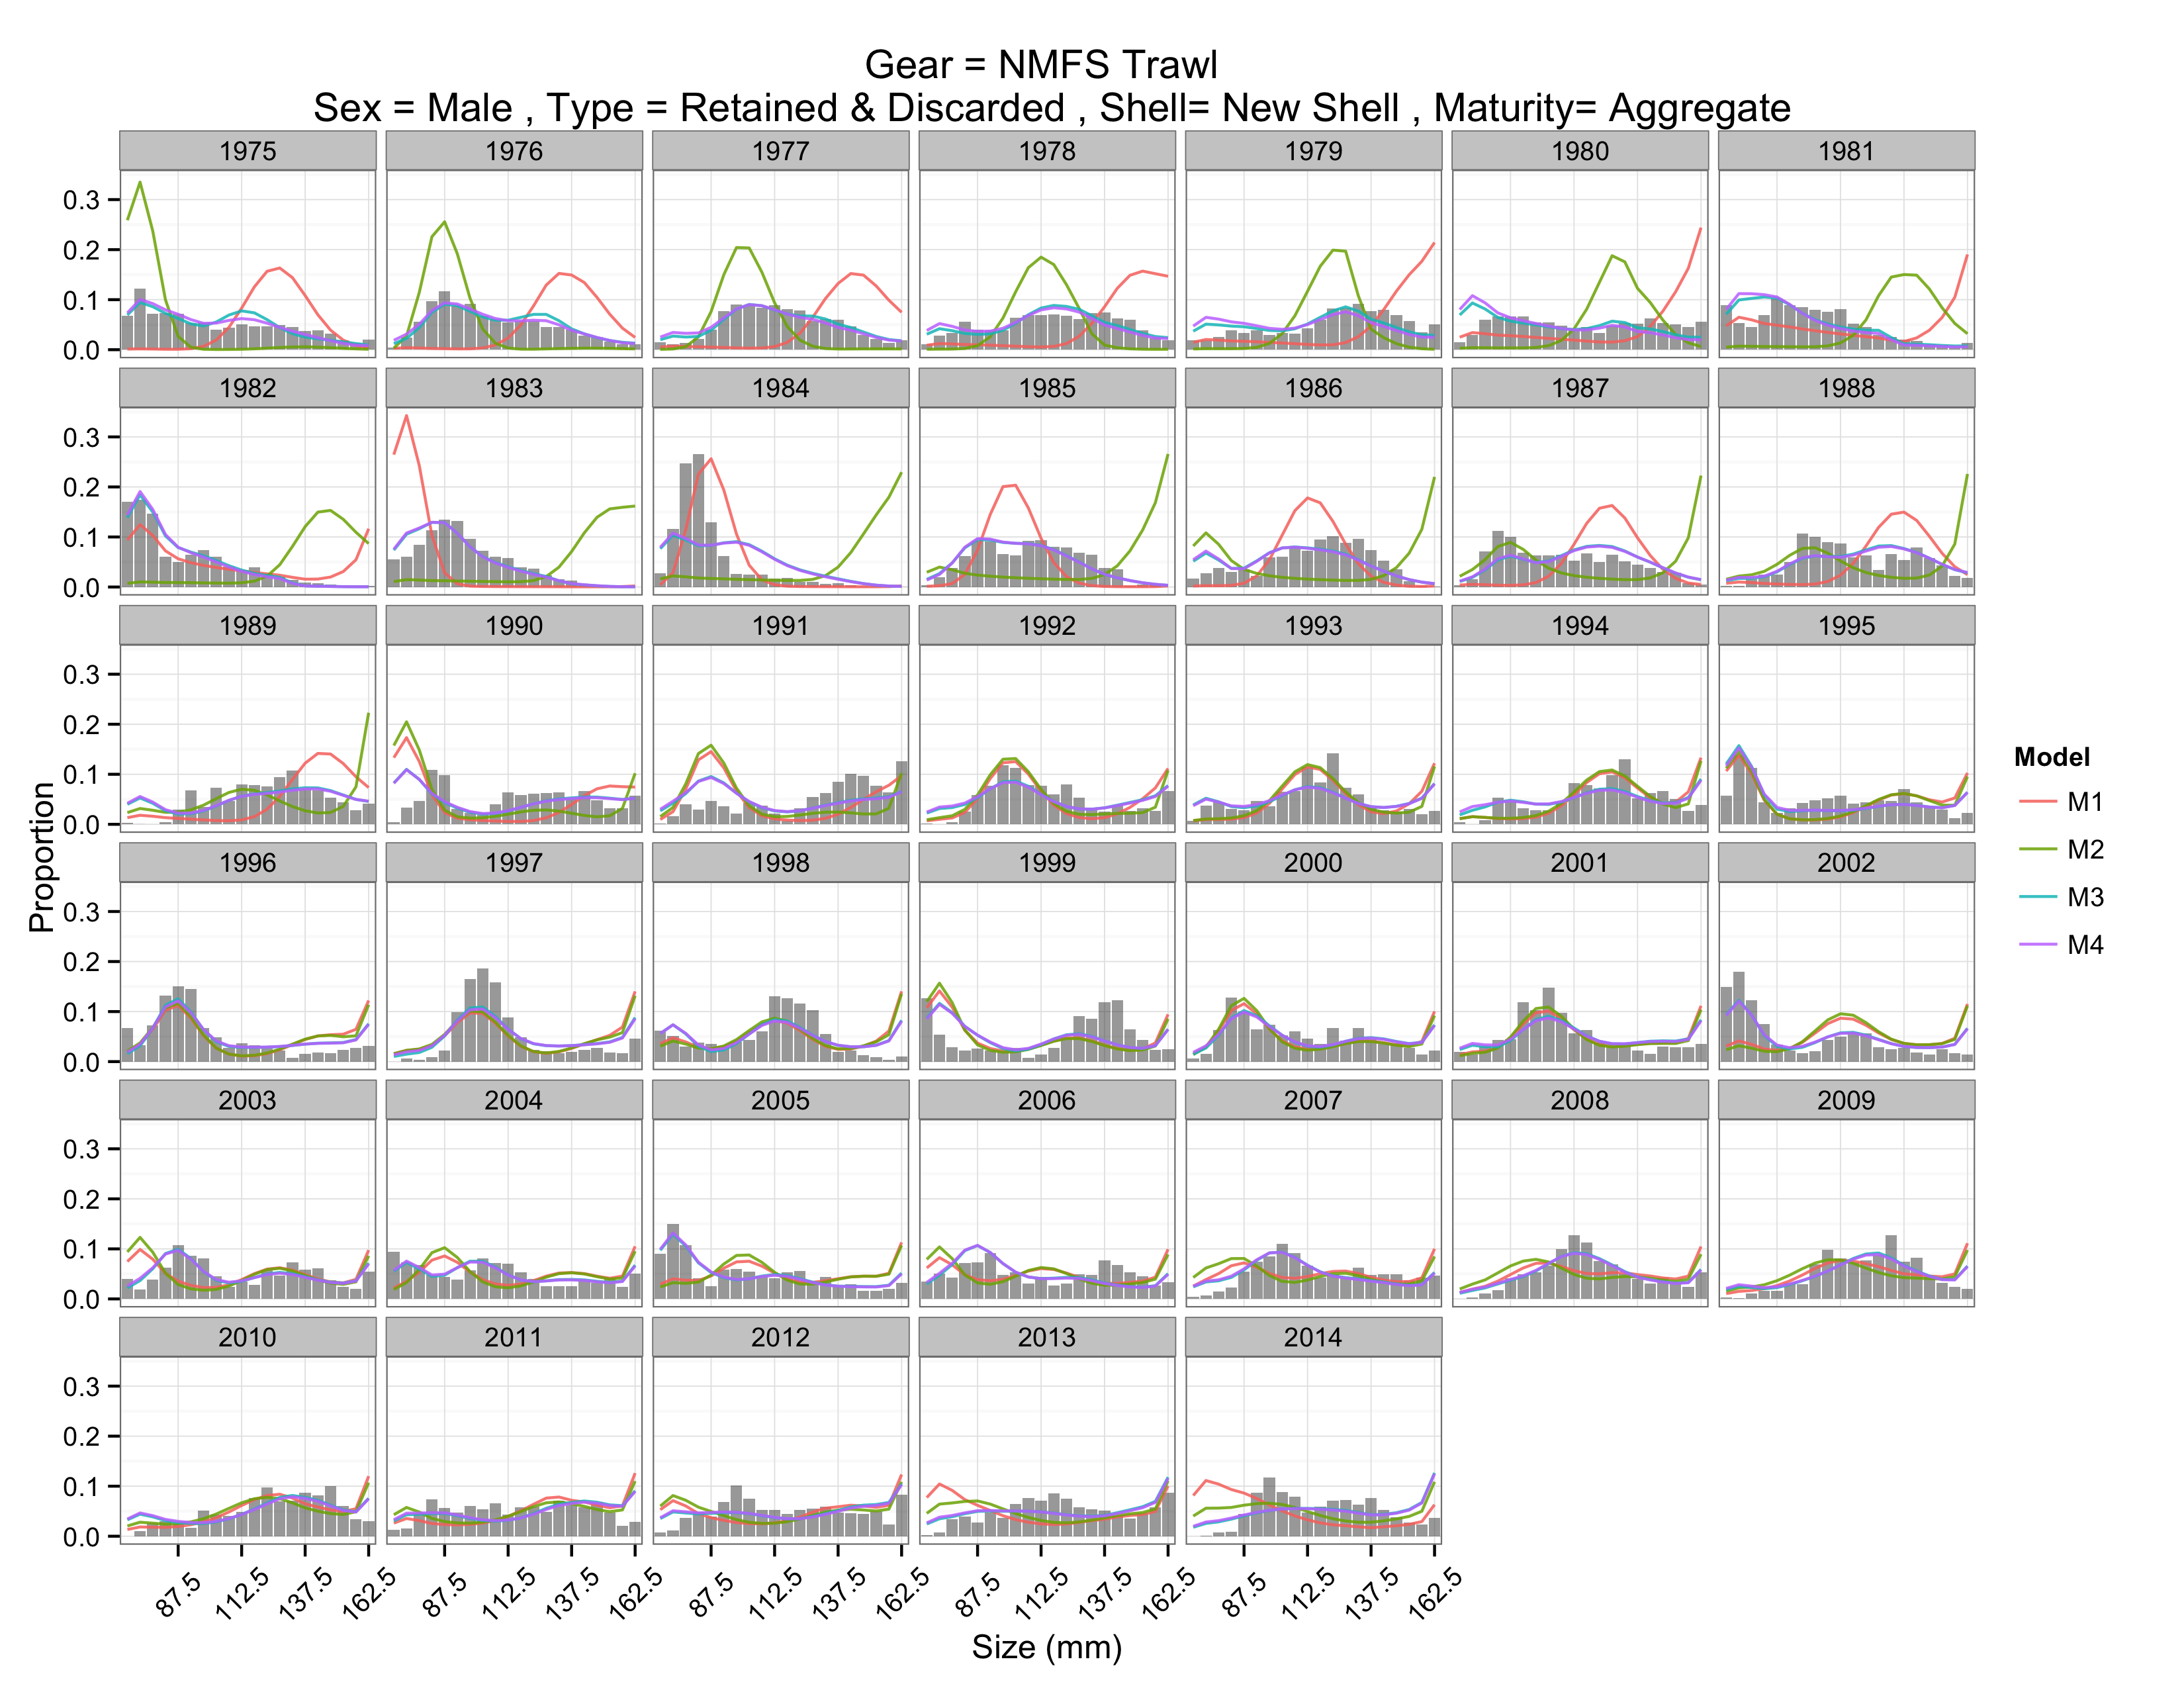 Gear = NMFS Trawl
Sex = Male , Type = Retained & Discarded , Shell= New Shell , Maturity= Aggregate
1975 1976 1977 1978 1979 1980 1981
0.3
0.2
0.1
0.0
1982 1983 1984 1985 1986 1987 1988
0.3
0.2
0.1
0.0
1989 1990 1991 1992 1993 1994 1995
0.3
0.2
0.1
0.0
1996 1997 1998 1999 2000 2001 2002
0.3
0.2
0.1
0.0
2003 2004 2005 2006 2007 2008 2009
0.3
0.2
0.1
0.0
2010 2011 2012 2013 2014
0.3
0.2
0.1
0.0
87.5 112.5 137.5 162.5 87.5 112.5 137.5 162.5 87.5 112.5 137.5 162.5 87.5 112.5 137.5 162.5 87.5 112.5 137.5 162.5
Size (mm)
Proportion
Model
M1
M2
M3
M4